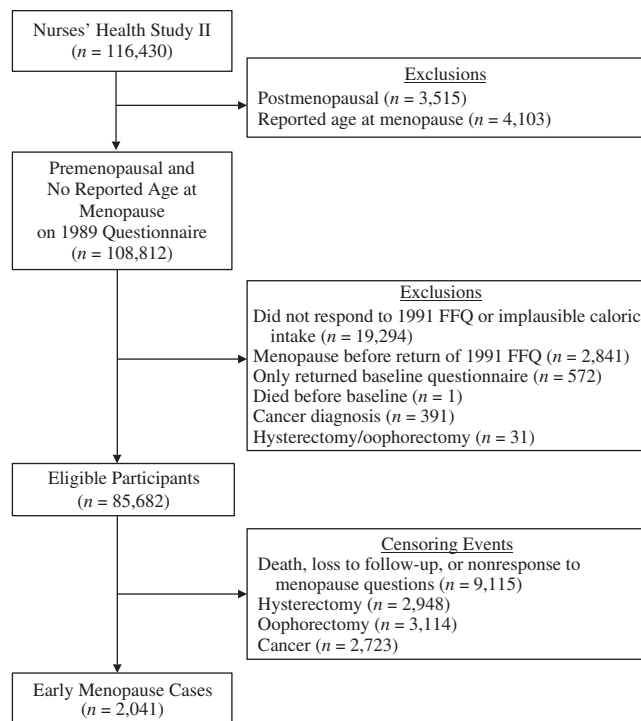 Nurses’ Health Study II
(n = 116,430)
Exclusions
Postmenopausal (n = 3,515)
Reported age at menopause (n = 4,103)
Premenopausal and
No Reported Age at
Menopause
on 1989 Questionnaire
(n = 108,812)
Exclusions
Did not respond to 1991 FFQ or implausible caloric
intake (n = 19,294)
Menopause before return of 1991 FFQ (n = 2,841)
Only returned baseline questionnaire (n = 572)
Died before baseline (n = 1)
Cancer diagnosis (n = 391)
Hysterectomy/oophorectomy (n = 31)
Eligible Participants
(n = 85,682)
Censoring Events
Death, loss to follow-up, or nonresponse to
menopause questions (n = 9,115)
Hysterectomy (n = 2,948)
Oophorectomy (n = 3,114)
Cancer (n = 2,723)
Early Menopause Cases
(n = 2,041)